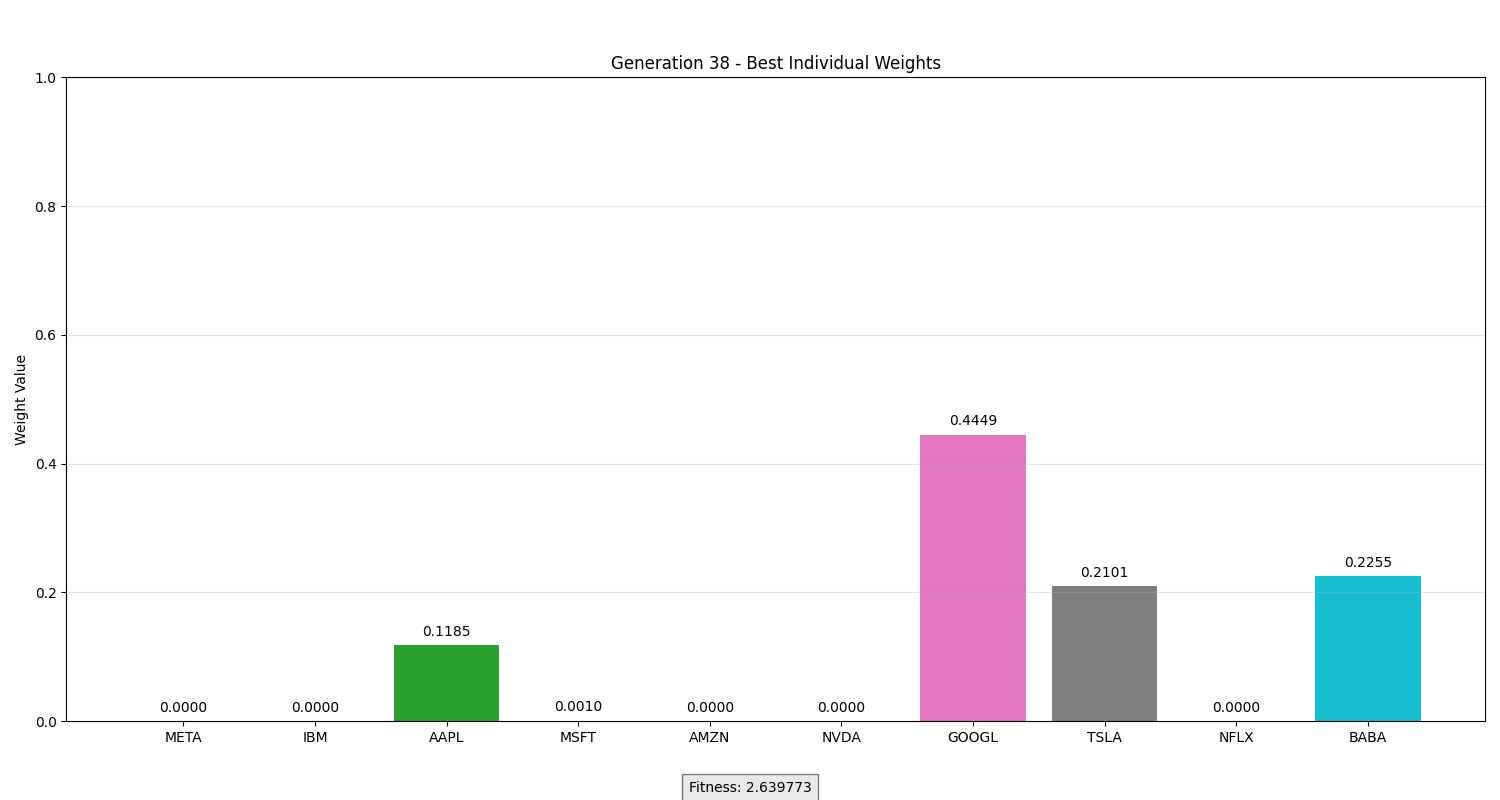 Generation 38 - Best Individual Weights
1.0
0.8
0.6
0.4
0.2
0.0
Weight Value
0.0000
0.0000
0.1185
0.0010
0.0000
0.0000
0.4449
0.2101
0.0000
0.2255
META
IBM
AAPL
MSFT
AMZN
NVDA
GOOGL
TSLA
NFLX
BABA
Fitness: 2.639773